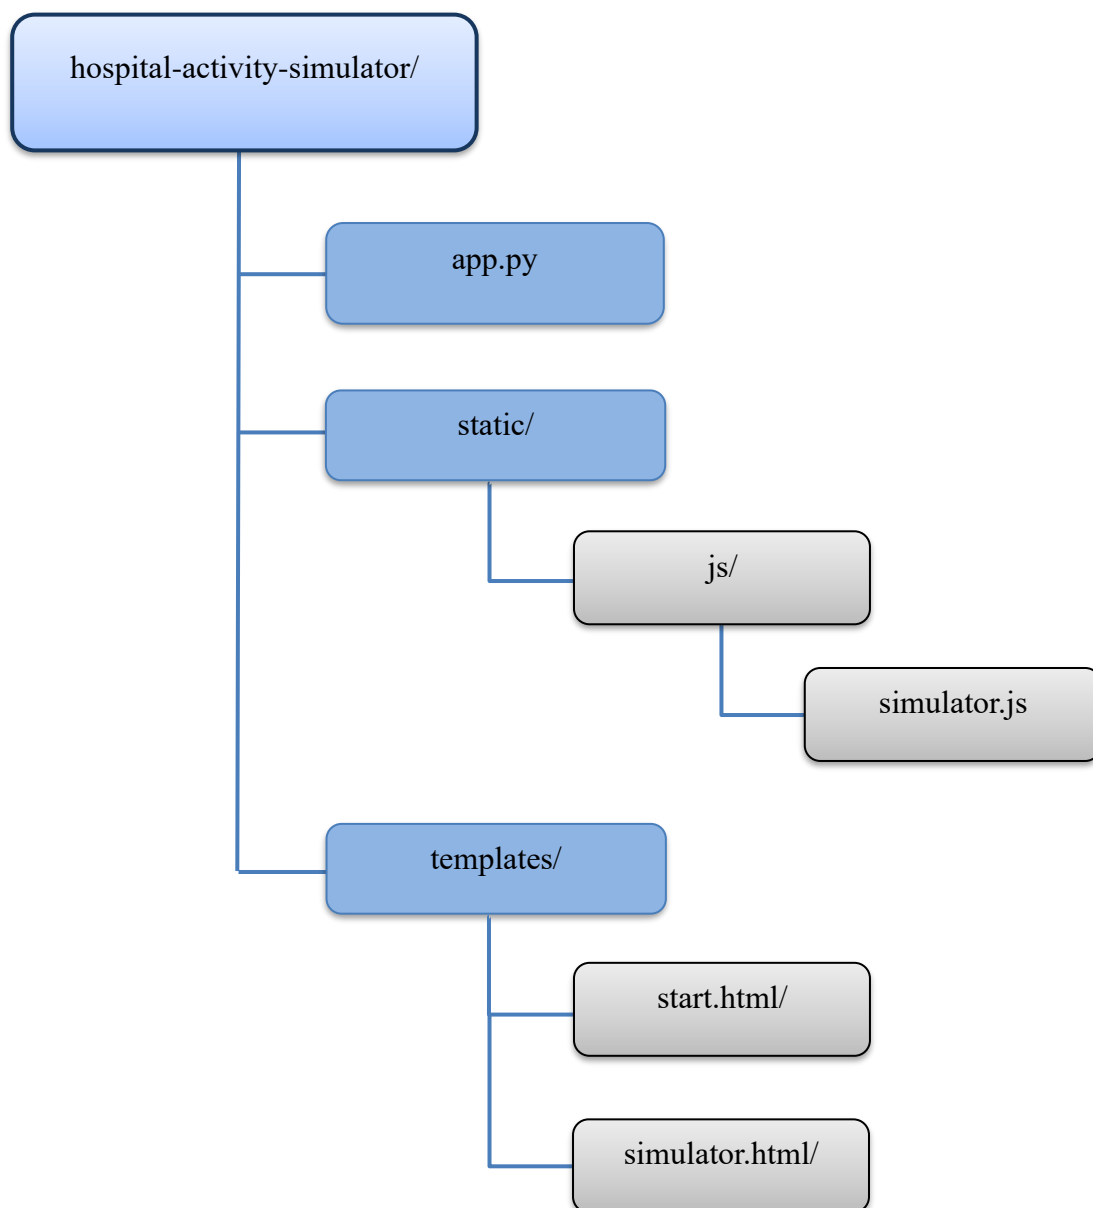 hospital-activity-simulator/
app.py
static/
js/
simulator.js
templates/
start.html/
simulator.html/